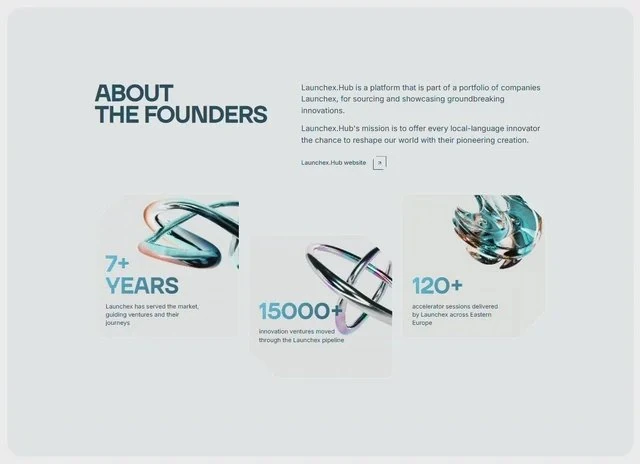 ABOUT
THE FOUNDERS
Launchex.Hub is a platform that is part of a portfolio of companies
Launchex, for sourcing and showcasing groundbreaking
innovations.
Launchex.Hub's mission is to offer every local-language innovator
the chance to reshape our world with their pioneering creation.
Launchex.Hub website
7+
YEARS
Launchex has served the market,
guiding ventures and their
journeys
15000+
innovation ventures moved
through the Launchex pipeline
120+
accelerator sessions delivered
by Launchex across Eastern
Europe